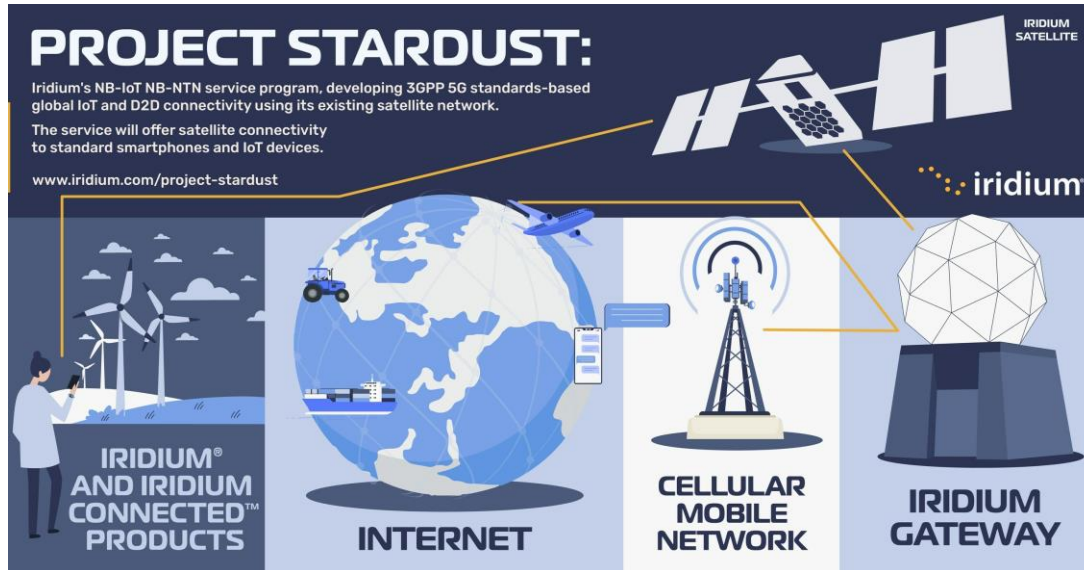 PROJECT STARDUST:
Iridium's NB-IoT NB-NTN service program, developing 3GPP 5G standards-based
global IoT and D2D connectivity using its existing satellite network.
The service will offer satellite connectivity
to standard smartphones and IoT devices.
www.iridium.com/project-stardust
IRIDIUM
SATELLITE
iridium
IRIDIUM®
AND IRIDIUM
CONNECTED™
PRODUCTS
INTERNET
CELLULAR
MOBILE
NETWORK
IRIDIUM
GATEWAY